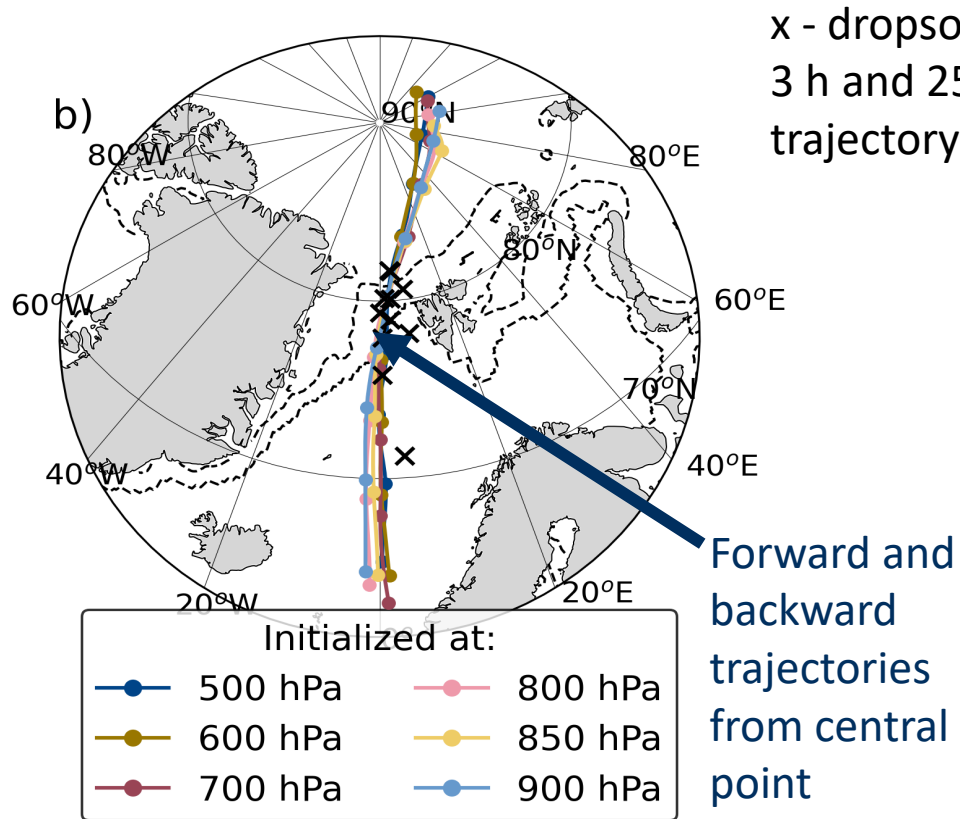 x - dropso
3 h and 25
trajectory
b)
90°N
80°W
80°E
80°N
60°W
60°E
70°N
40°W
40°E
20°W
20°E
Initialized at:
500 hPa
600 hPa
700 hPa
800 hPa
850 hPa
900 hPa
Forward and
backward
trajectories
from central
point